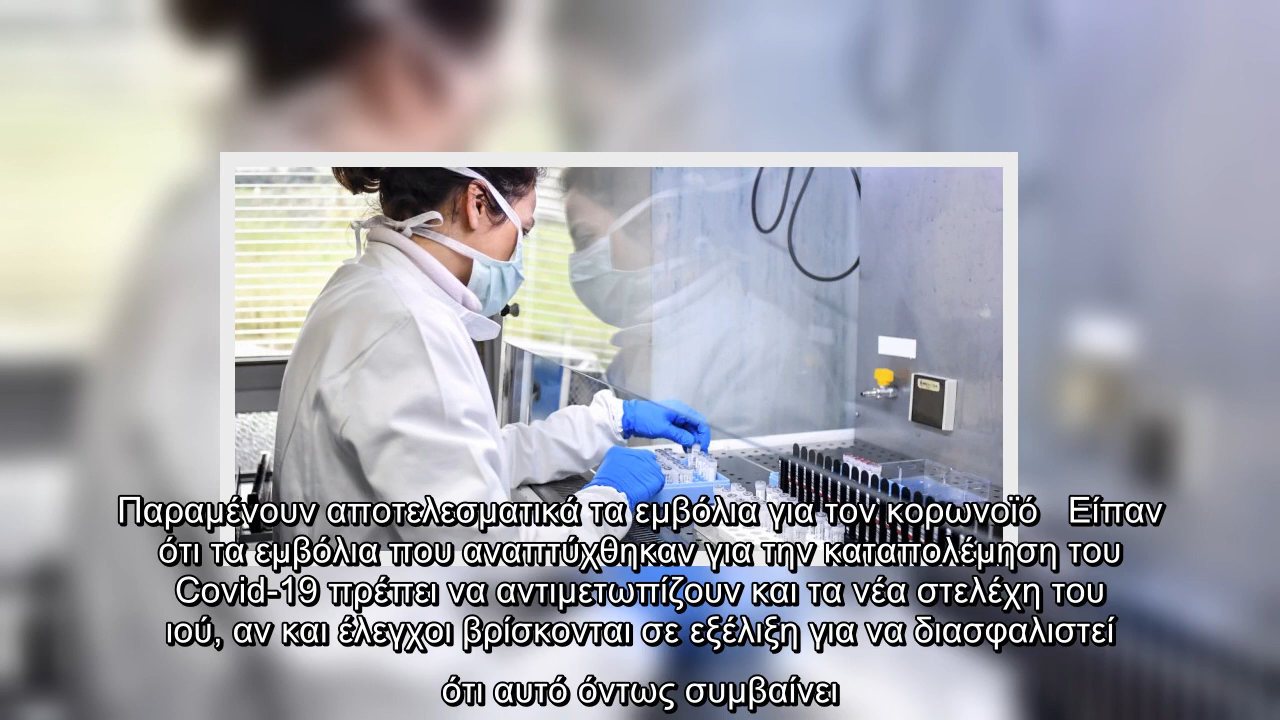 Παραμένουν αποτελεσματικά τα εμβόλια για τον κορωνοϊό   Είπαν
ότι τα εμβόλια που αναπτύχθηκαν για την καταπολέμηση του
Covid-19 πρέπει να αντιμετωπίζουν και τα νέα στελέχη του
ιού, αν και έλεγχοι βρίσκονται σε εξέλιξη για να διασφαλιστεί
ότι αυτό όντως συμβαίνει